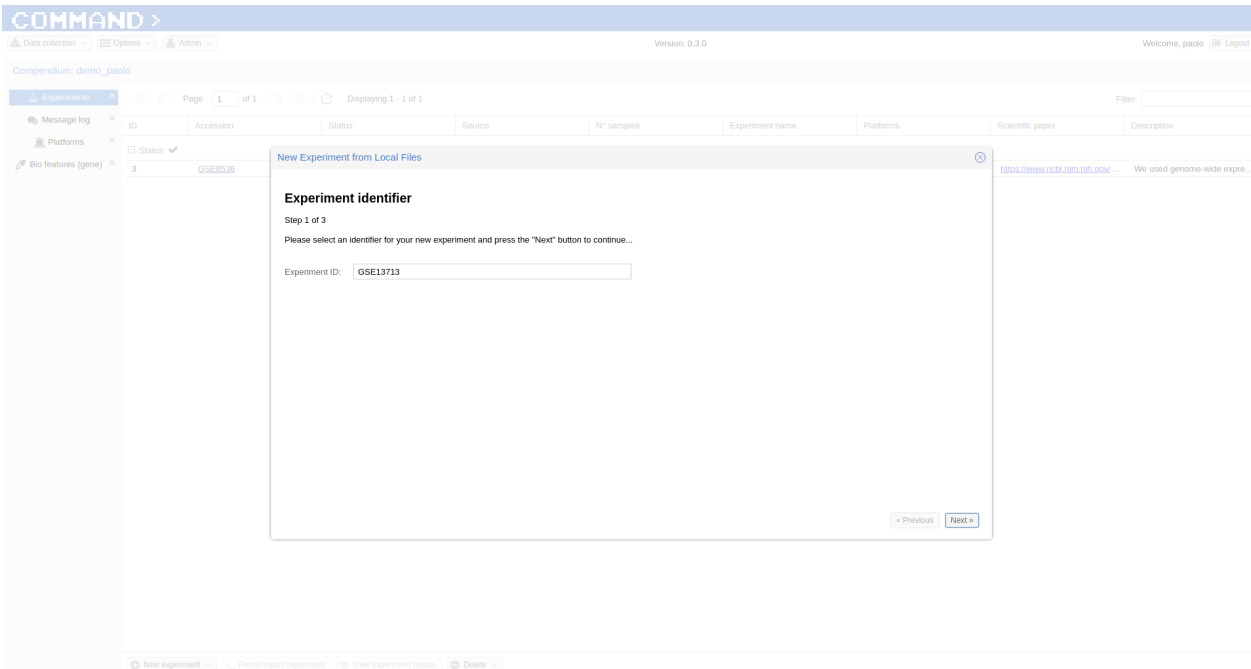 COMMAND>
Data collection Options Admin Version: 0.3.0 Welcome, paolo Logout
Compendium: demo_paolo
Experiments
Message log
Platforms
Bio features (gene)
Page 1 of 1 Displaying 1 - 1 of 1 Filter:
ID Accession Status Source N° samples Experiment name Platforms Scientific paper Description
Status:
3 GSE8536 https://www.ncbi.nlm.nih.gov/... We used genome-wide expre...
New Experiment from Local Files
Experiment identifier
Step 1 of 3
Please select an identifier for your new experiment and press the "Next" button to continue...
Experiment ID: GSE13713
« Previous Next »
New experiment Parse/Import experiment View experiment details Delete